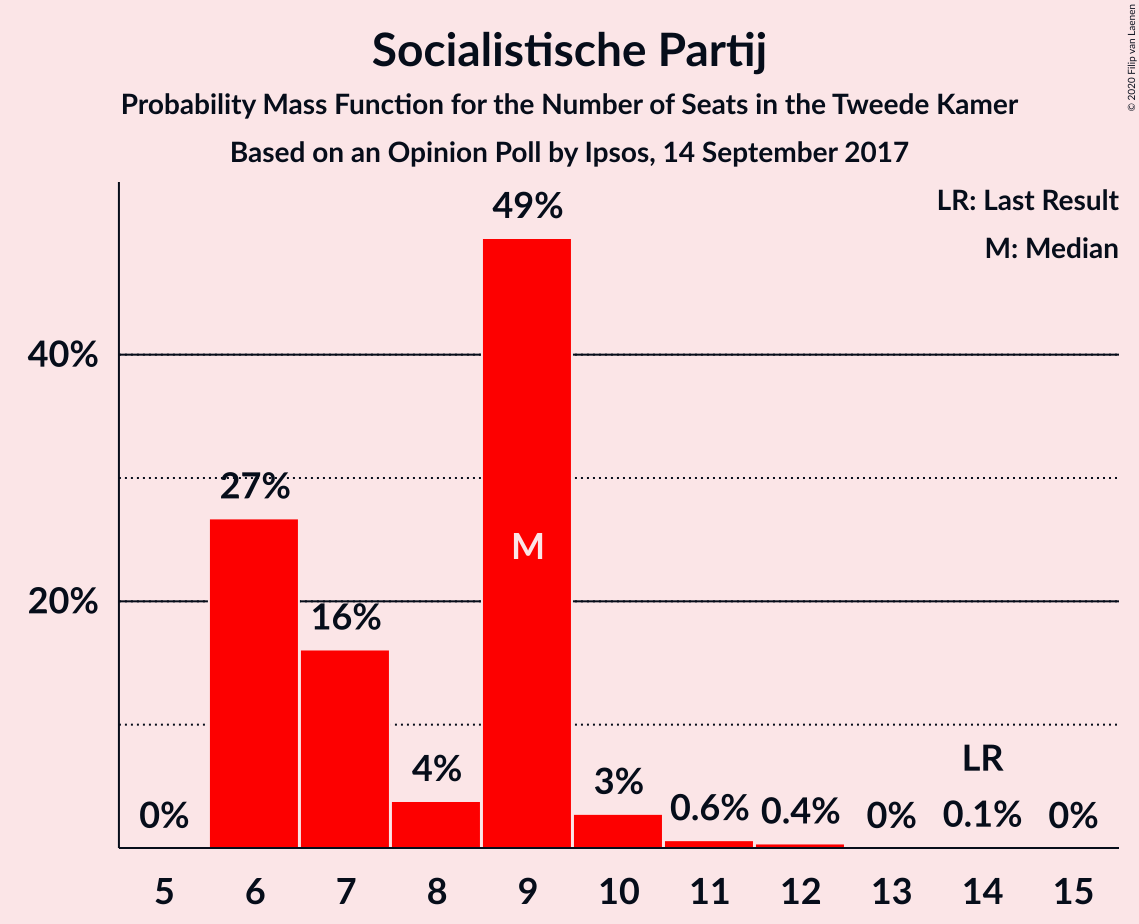 Socialistische Partij
Probability Mass Function for the Number of Seats in the Tweede Kamer
Based on an Opinion Poll by Ipsos, 14 September 2017
© 2020 Filip van Laenen
LR: Last Result
M: Median
40%
20%
0%
27%
16%
4%
49%
M
3%
0.6%
0.4%
0%
LR
0.1%
0%
5 6 7 8 9 10 11 12 13 14 15